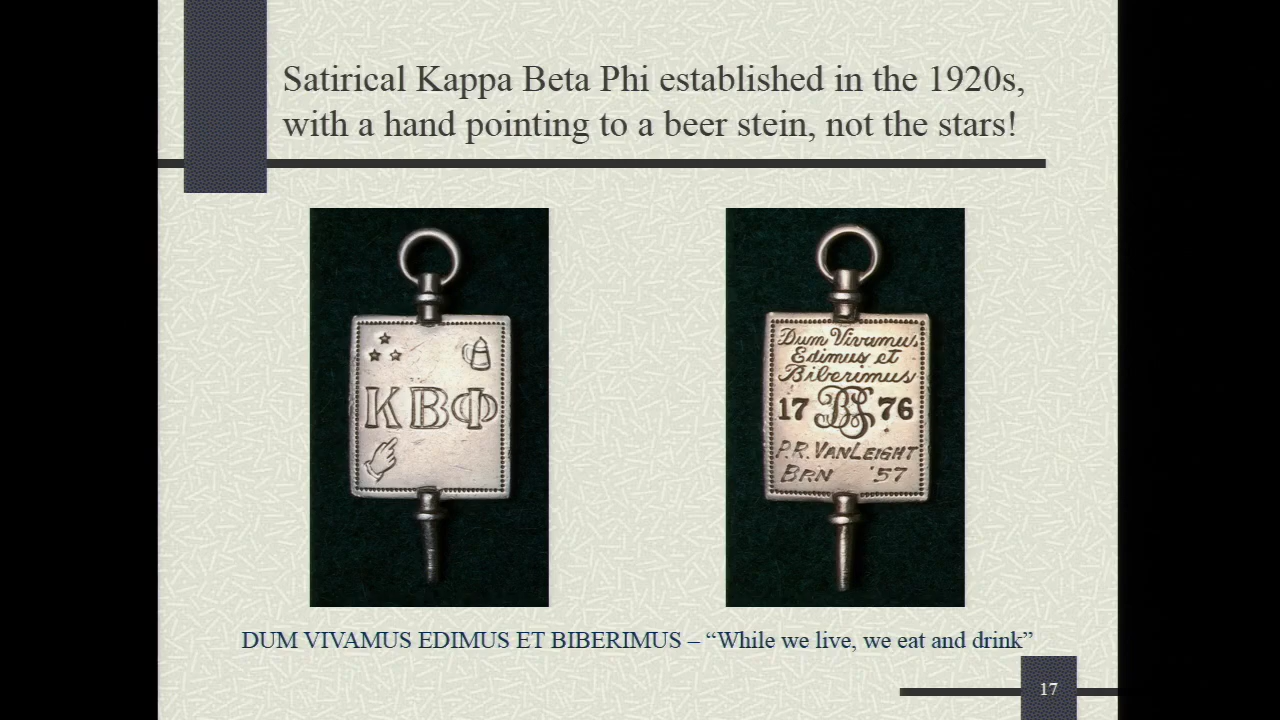 Satirical Kappa Beta Phi established in the 1920s,
with a hand pointing to a beer stein, not the stars!
ΚΒΦ
Dum Vivamus
Edimus et
Biberimus
17 BS 76
P.R. VANLEIGHT
BRN '57
DUM VIVAMUS EDIMUS ET BIBERIMUS – “While we live, we eat and drink”
17